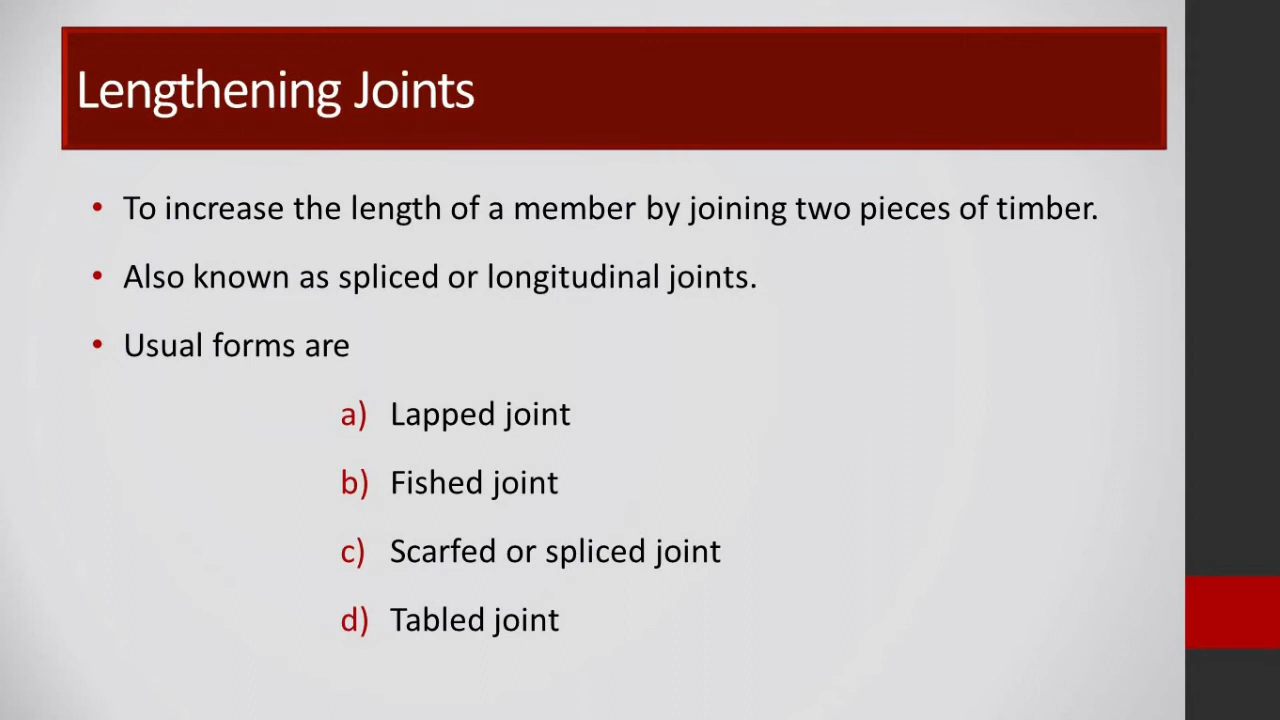 Lengthening Joints
• To increase the length of a member by joining two pieces of timber.
• Also known as spliced or longitudinal joints.
• Usual forms are
a) Lapped joint
b) Fished joint
c) Scarfed or spliced joint
d) Tabled joint